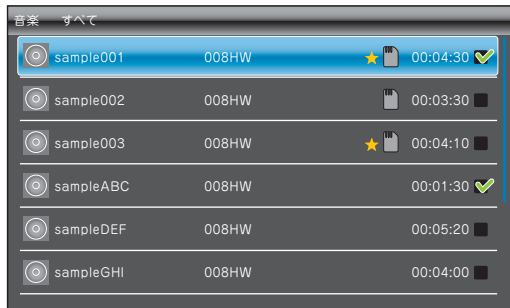 音楽 すべて
sample001 008HW 00:04:30
sample002 008HW 00:03:30
sample003 008HW 00:04:10
sampleABC 008HW 00:01:30
sampleDEF 008HW 00:05:20
sampleGHI 008HW 00:04:00